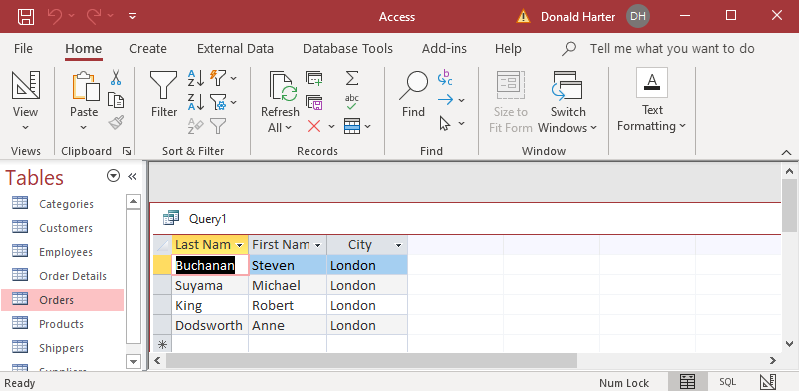 Access
Donald Harter
DH
File Home Create External Data Database Tools Add-ins Help Tell me what you want to do
View
Views
Paste
Clipboard
Filter
Sort & Filter
Refresh
All
Records
abc
Find
Find
Size to
Fit Form
Switch
Windows
Window
A
Text
Formatting
Tables
Categories
Customers
Employees
Order Details
Orders
Products
Shippers
Query1
Last Nam First Nam City
Buchanan Steven London
Suyama Michael London
King Robert London
Dodsworth Anne London
Ready
Num Lock
SQL